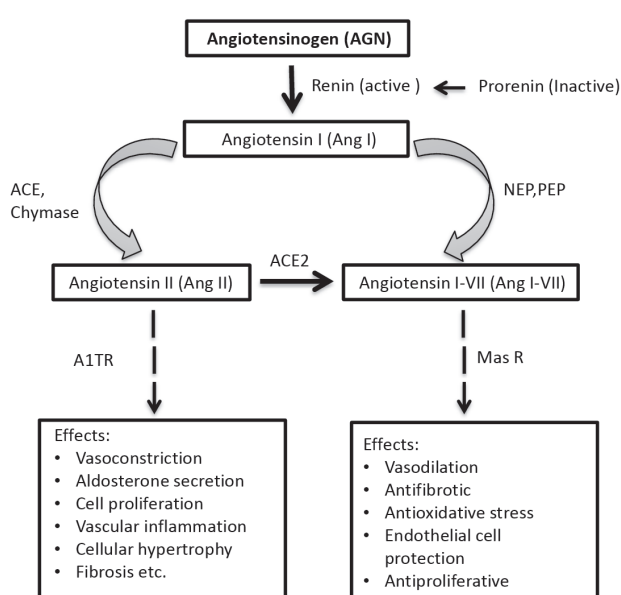 Angiotensinogen (AGN)
Renin (active )
Prorenin (Inactive)
Angiotensin I (Ang I)
ACE,
Chymase
NEP,PEP
ACE2
Angiotensin II (Ang II)
Angiotensin I-VII (Ang I-VII)
A1TR
Mas R
Effects:
• Vasoconstriction
• Aldosterone secretion
• Cell proliferation
• Vascular inflammation
• Cellular hypertrophy
• Fibrosis etc.
Effects:
• Vasodilation
• Antifibrotic
• Antioxidative stress
• Endothelial cell
protection
• Antiproliferative